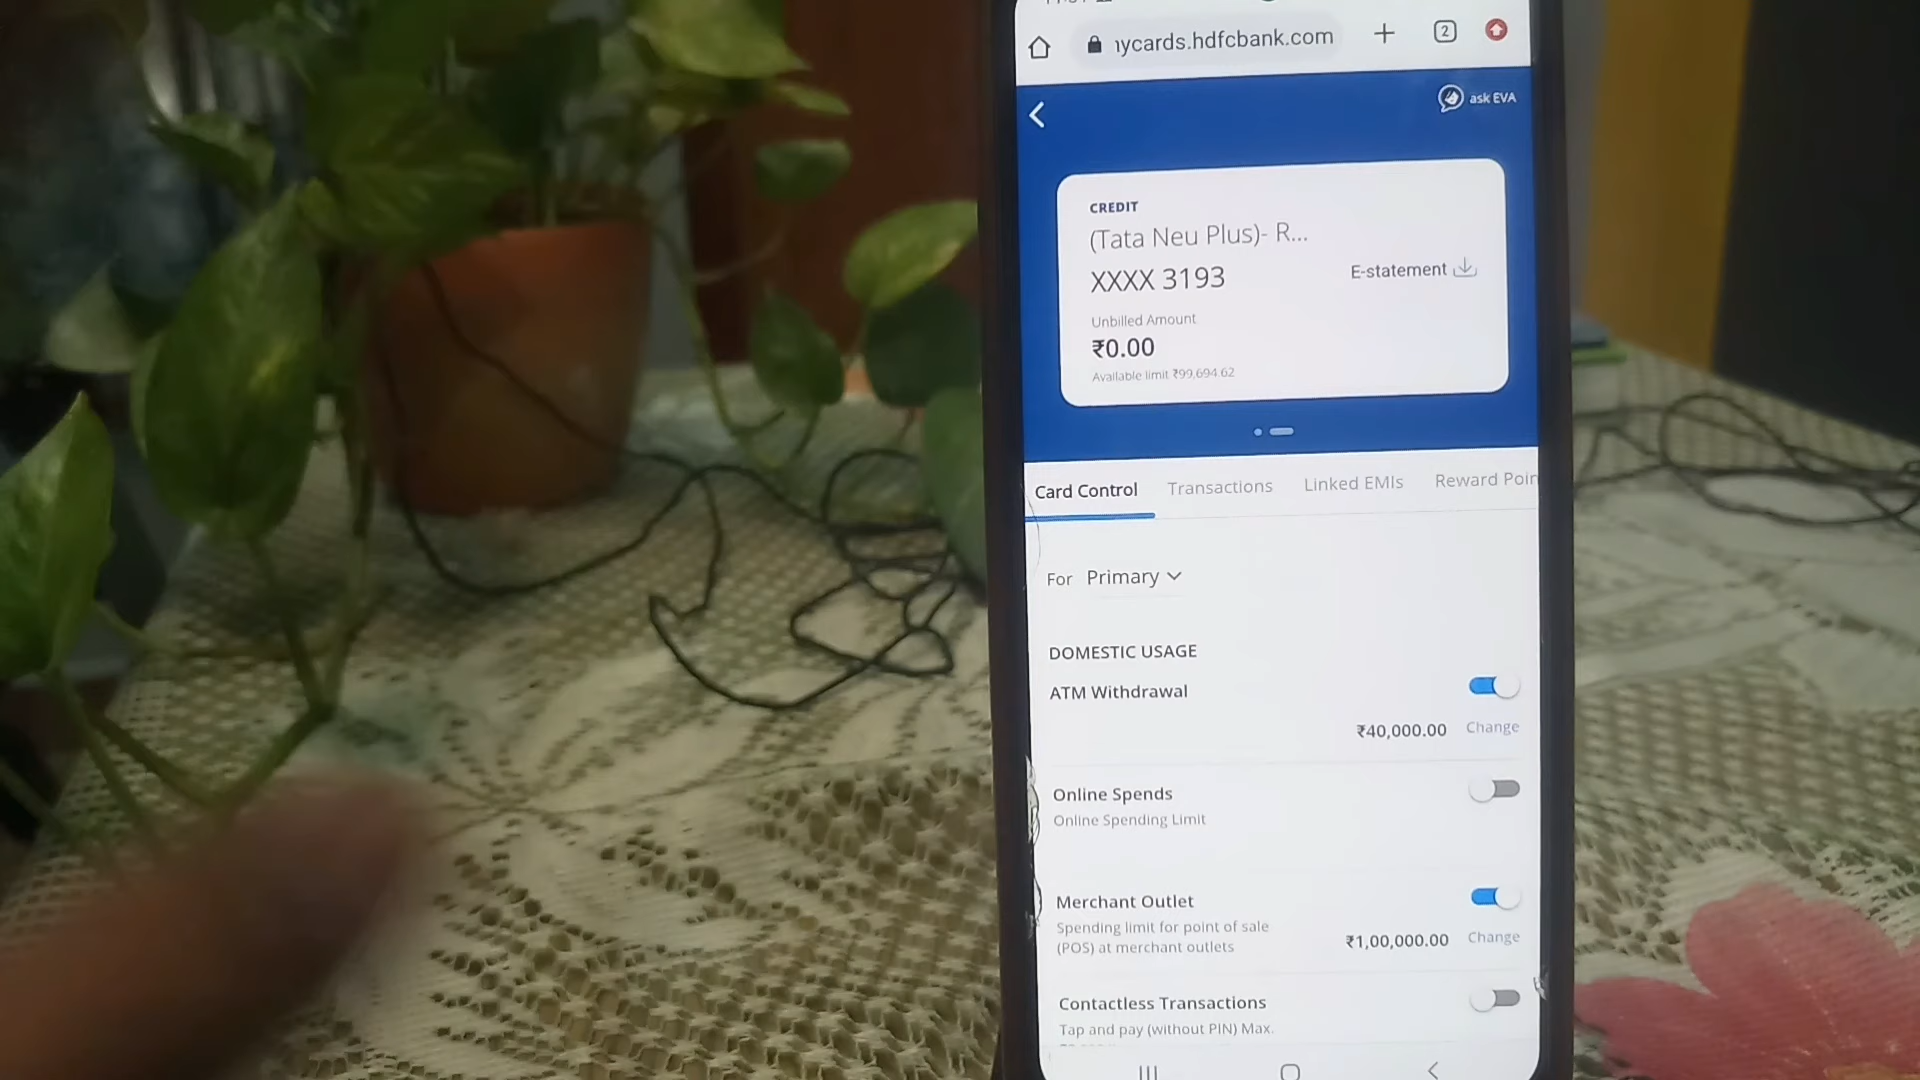 ycards.hdfcbank.com
2
ask EVA
CREDIT
(Tata Neu Plus)- R...
XXXX 3193
E-statement
Unbilled Amount
₹0.00
Available limit ₹99,694.62
Card Control Transactions Linked EMIs Reward Poin
For Primary
DOMESTIC USAGE
ATM Withdrawal
₹40,000.00 Change
Online Spends
Online Spending Limit
Merchant Outlet
Spending limit for point of sale
(POS) at merchant outlets
₹1,00,000.00 Change
Contactless Transactions
Tap and pay (without PIN) Max.